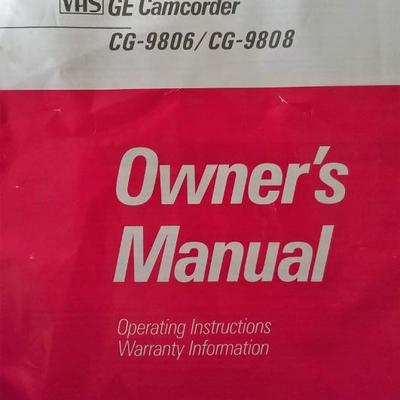 VHS GE Camcorder
CG-9806/CG-9808
Owner's
Manual
Operating Instructions
Warranty Information